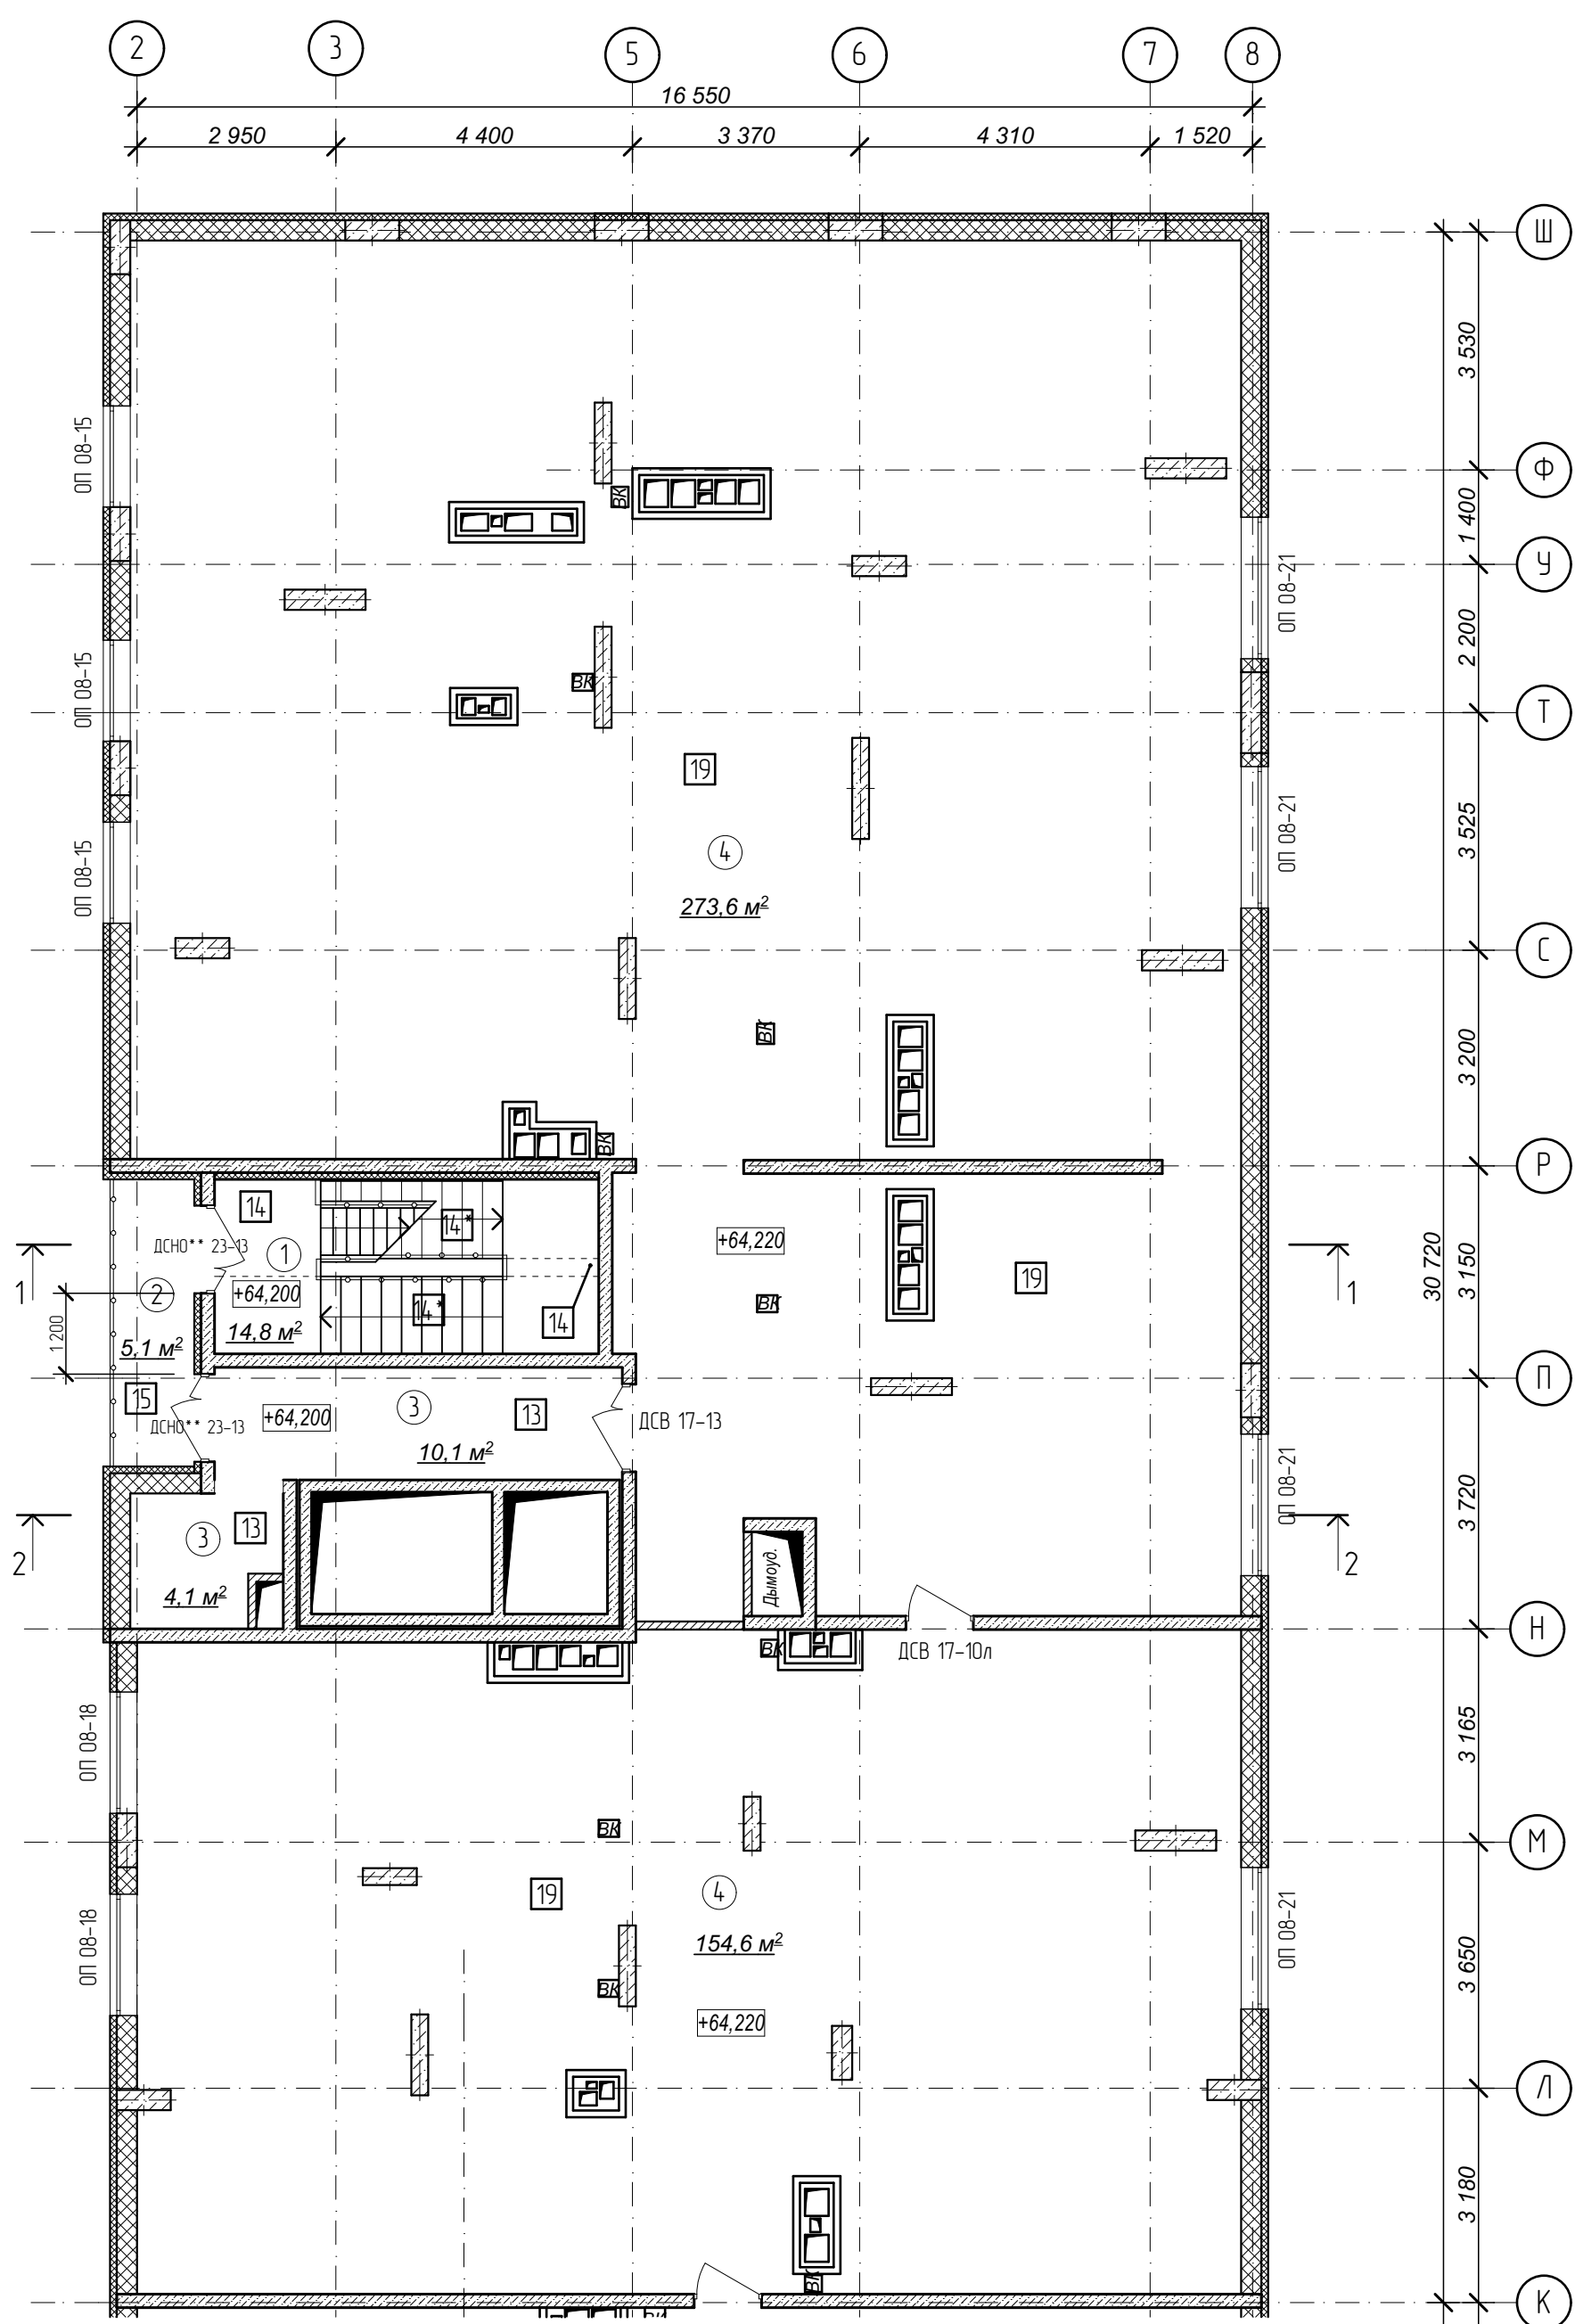 2 3 5 6 7 8
16 550
2 950 4 400 3 370 4 310 1 520
Ш
3 530
ОП 08-15
Ф
ВК
1 400
У
ОП 08-21
2 200
ОП 08-15
ВК
Т
19
3 525
ОП 08-15
ОП 08-21
4
273,6 м²
С
ВК
3 200
ВК
Р
14
14*
ДСНО** 23-13
1
+64,220
1
1
19
30 720
3 150
2
+64,200
14*
14
ВК
1 200
14,8 м²
5,1 м²
П
15
ДСНО** 23-13
+64,200
3
13
ДСВ 17-13
10,1 м²
ОП 08-21
3 720
2
3
13
Дымоуд.
2
4,1 м²
Н
ВК
ДСВ 17-10л
ОП 08-18
3 165
ВК
М
19
4
ОП 08-18
154,6 м²
ОП 08-21
3 650
ВК
+64,220
Л
3 180
ВК
К
ВК